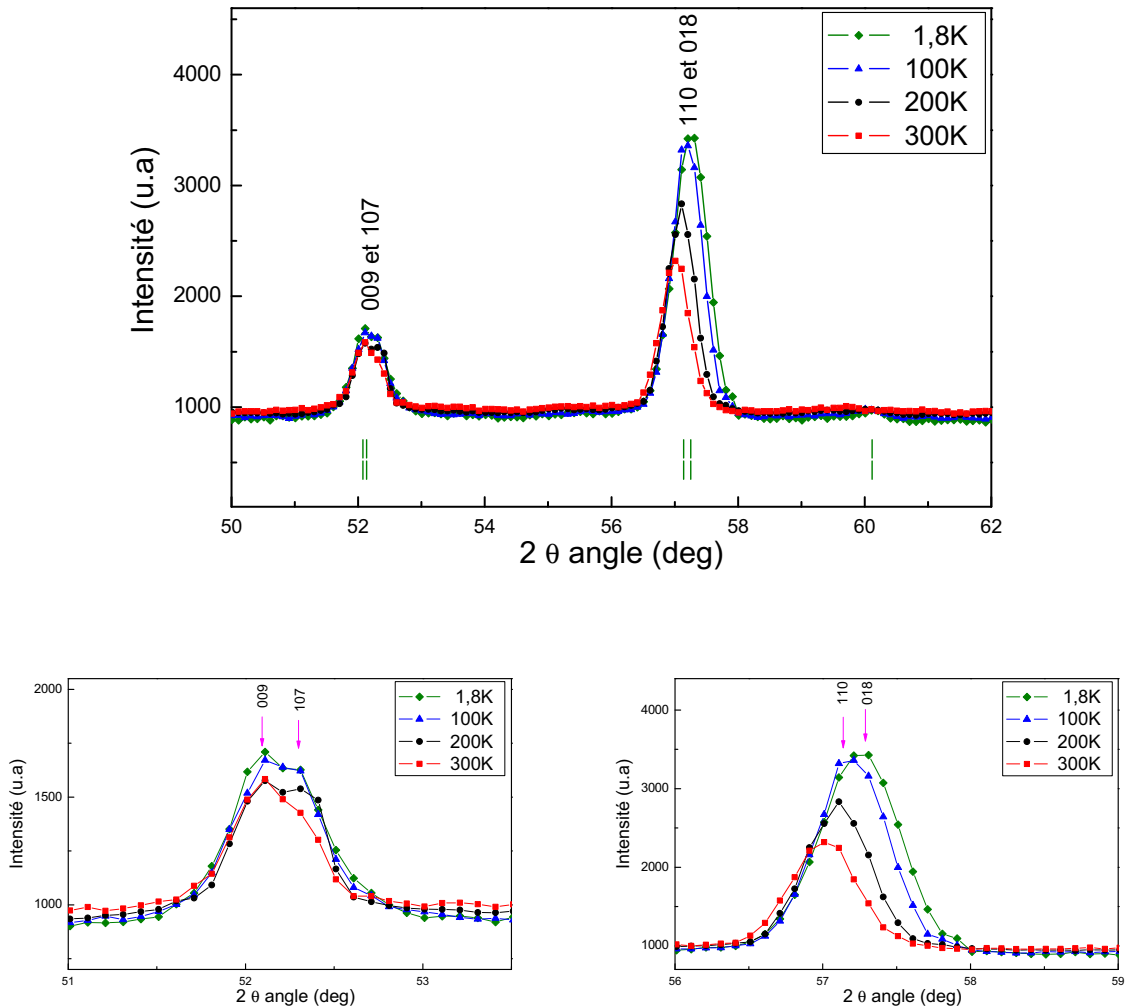 1,8K
100K
200K
300K
4000
3000
2000
1000
Intensité (u.a)
009 et 107
110 et 018
50
52
54
56
58
60
62
2 θ angle (deg)
2000
1500
1000
Intensité (u.a)
009
107
1,8K
100K
200K
300K
51
52
53
2 θ angle (deg)
4000
3000
2000
1000
Intensité (u.a)
110
018
1,8K
100K
200K
300K
56
57
58
59
2 θ angle (deg)